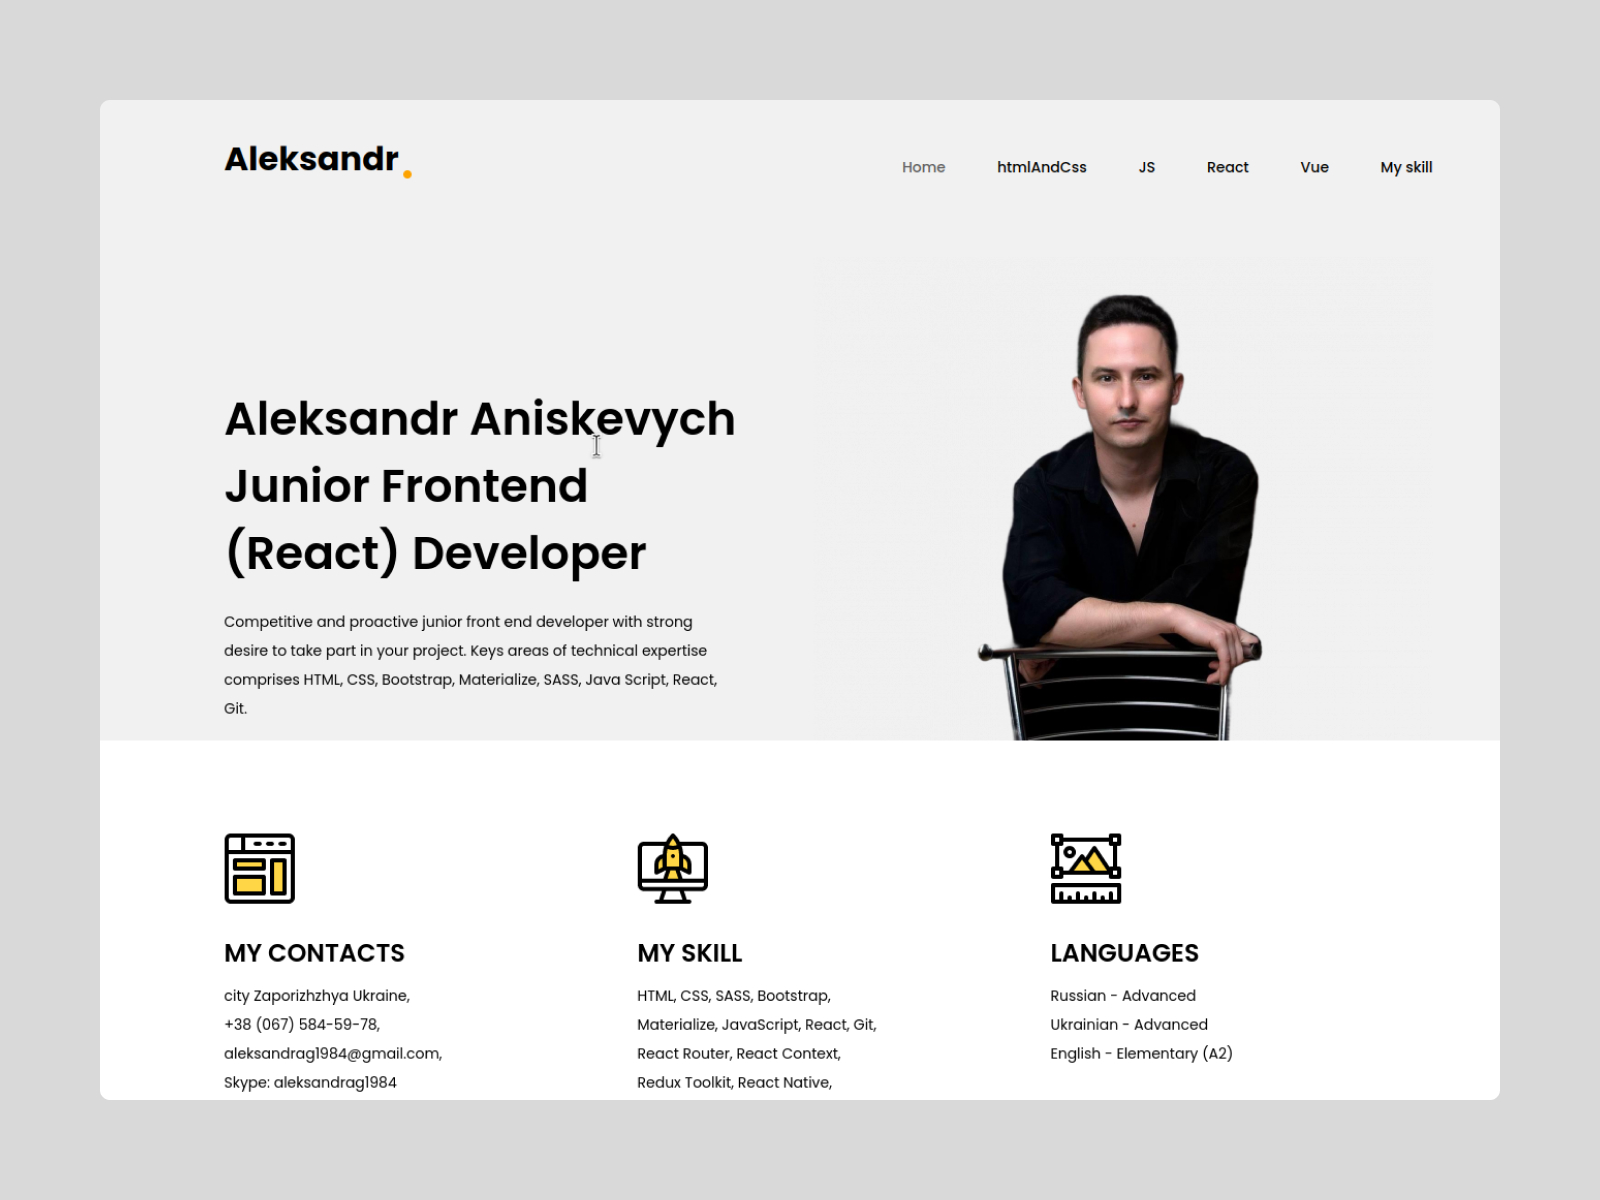 Aleksandr.
Home htmlAndCss JS React Vue My skill
Aleksandr Aniskevych
Junior Frontend
(React) Developer
Competitive and proactive junior front end developer with strong
desire to take part in your project. Keys areas of technical expertise
comprises HTML, CSS, Bootstrap, Materialize, SASS, Java Script, React,
Git.
MY CONTACTS
city Zaporizhzhya Ukraine,
+38 (067) 584-59-78,
aleksandrag1984@gmail.com,
Skype: aleksandrag1984
MY SKILL
HTML, CSS, SASS, Bootstrap,
Materialize, JavaScript, React, Git,
React Router, React Context,
Redux Toolkit, React Native,
LANGUAGES
Russian - Advanced
Ukrainian - Advanced
English - Elementary (A2)